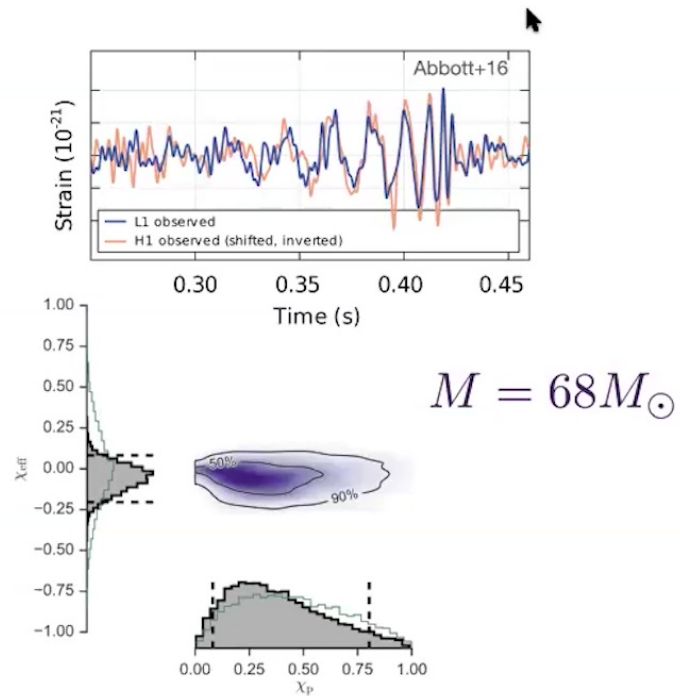 Abbott+16
Strain (10⁻²¹)
L1 observed
H1 observed (shifted, inverted)
0.30 0.35 0.40 0.45
Time (s)
1.00
0.75
0.50
0.25
0.00
−0.25
−0.50
−0.75
−1.00
χeff
50%
90%
M = 68M⊙
0.00 0.25 0.50 0.75 1.00
χp